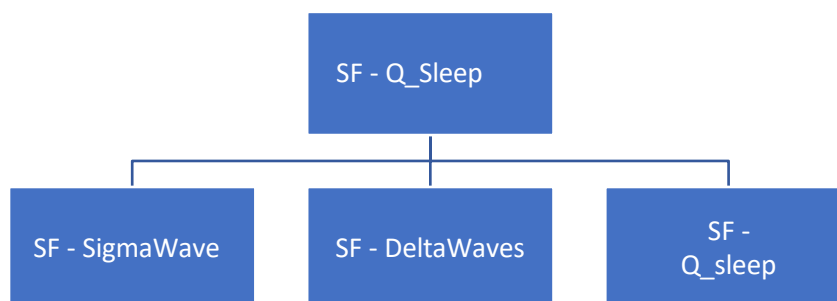 SF - Q_Sleep
SF - SigmaWave
SF - DeltaWaves
SF -
Q_sleep